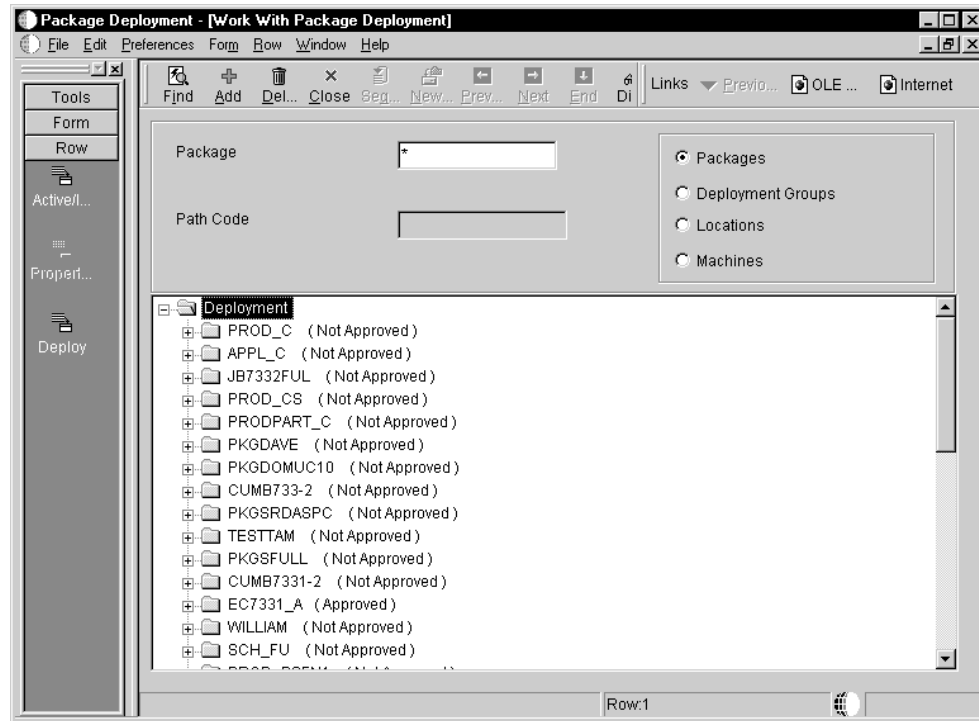 Package Deployment - [Work With Package Deployment]
File Edit Preferences Form Row Window Help
Find Add Del... Close Seq... New... Prev... Next End Di Links Previo... OLE ... Internet
Tools
Form
Row
Active/I...
Propert...
Deploy
Package *
Path Code
Packages
Deployment Groups
Locations
Machines
Deployment
PROD_C ( Not Approved )
APPL_C ( Not Approved )
JB7332FUL ( Not Approved )
PROD_CS ( Not Approved )
PRODPART_C ( Not Approved )
PKGDAVE ( Not Approved )
PKGDOMUC10 ( Not Approved )
CUMB733-2 ( Not Approved )
PKGSRDASPC ( Not Approved )
TESTTAM ( Not Approved )
PKGSFULL ( Not Approved )
CUMB7331-2 ( Not Approved )
EC7331_A ( Approved )
WILLIAM ( Not Approved )
SCH_FU ( Not Approved )
Row:1